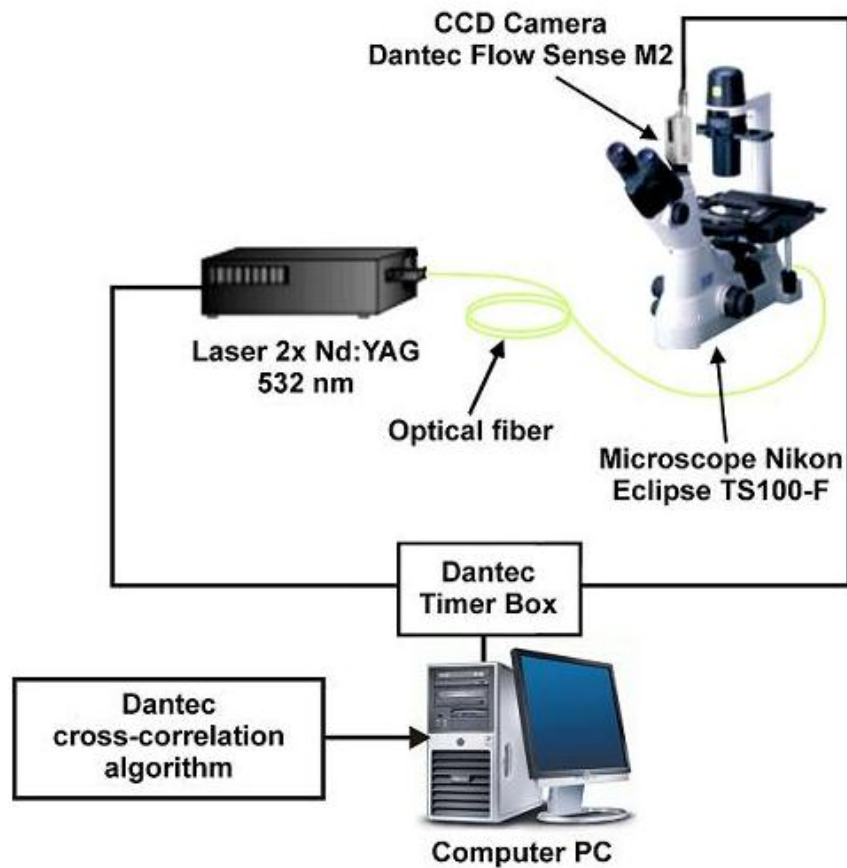 CCD Camera
Dantec Flow Sense M2
Laser 2x Nd:YAG
532 nm
Optical fiber
Microscope Nikon
Eclipse TS100-F
Dantec
Timer Box
Dantec
cross-correlation
algorithm
Computer PC